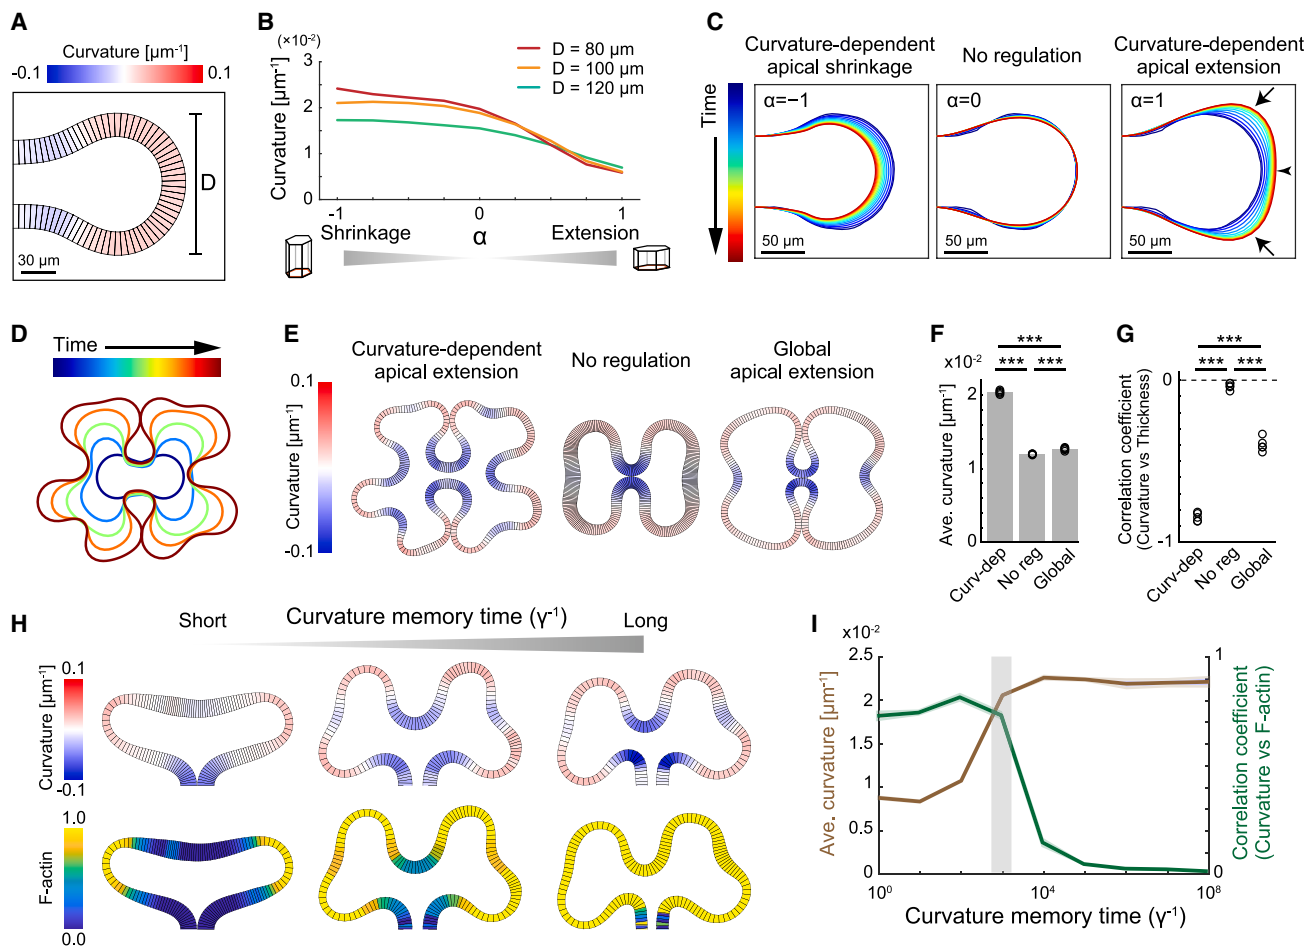 A
Curvature [µm⁻¹]
-0.1
0.1
D
30 µm
B
(×10⁻²)
Curvature [µm⁻¹]
3
2
1
0
D = 80 µm
D = 100 µm
D = 120 µm
-1
0
1
Shrinkage
α
Extension
C
Time
Curvature-dependent
apical shrinkage
No regulation
Curvature-dependent
apical extension
α=−1
α=0
α=1
50 µm
50 µm
50 µm
D
Time
E
Curvature [µm⁻¹]
0.1
-0.1
Curvature-dependent
apical extension
No regulation
Global
apical extension
F
×10⁻²
Ave. curvature [µm⁻¹]
2
1
0
***
***
***
Curv-dep
No reg
Global
G
Correlation coefficient
(Curvature vs Thickness)
0
-1
***
***
***
Curv-dep
No reg
Global
H
Short
Curvature memory time (γ⁻¹)
Long
Curvature [µm⁻¹]
0.1
-0.1
F-actin
1.0
0.0
I
×10⁻²
Ave. curvature [µm⁻¹]
2.5
2
1.5
1
0.5
0
1
0
Correlation coefficient
(Curvature vs F-actin)
10⁰
10⁴
10⁸
Curvature memory time (γ⁻¹)